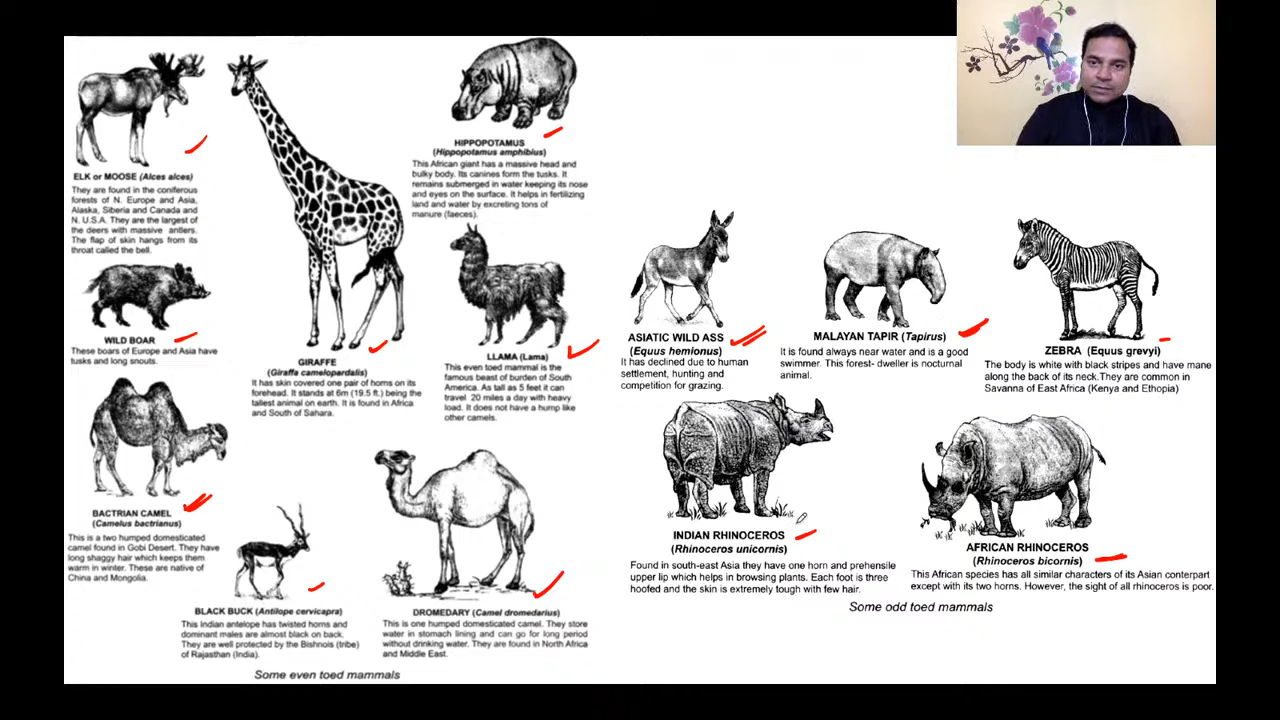 ELK or MOOSE (Alces alces)
They are found in the coniferous
forests of N. Europe and Asia,
Alaska, Siberia and Canada and
N. U.S.A. They are the largest of
the deers with massive antlers.
The flap of skin hangs from its
throat called the bell.
WILD BOAR
These boars of Europe and Asia have
tusks and long snouts.
BACTRIAN CAMEL
(Camelus bactrianus)
This is a two humped domesticated
camel found in Gobi Desert. They have
long shaggy hair which keeps them
warm in winter. These are native of
China and Mongolia.
GIRAFFE
(Giraffa camelopardalis)
It has skin covered one pair of horns on its
forehead. It stands at 6m (19.5 ft.) being the
tallest animal on earth. It is found in Africa
and South of Sahara.
HIPPOPOTAMUS
(Hippopotamus amphibius)
This African giant has a massive head and
bulky body. Its canines form the tusks. It
remains submerged in water keeping its nose
and eyes on the surface. It helps in fertilizing
land and water by excreting tons of
manure (faeces).
LLAMA (Lama)
This even toed mammal is the
famous beast of burden of South
America. As tall as 5 feet it can
travel 20 miles a day with heavy
load. It does not have a hump like
other camels.
BLACK BUCK (Antilope cervicapra)
This Indian antelope has twisted horns and
dominant males are almost black on back.
They are well protected by the Bishnois (tribe)
of Rajasthan (India).
DROMEDARY (Camel dromedarius)
This is one humped domesticated camel. They store
water in stomach lining and can go for long period
without drinking water. They are found in North Africa
and Middle East.
Some even toed mammals
ASIATIC WILD ASS
(Equus hemionus)
It has declined due to human
settlement, hunting and
competition for grazing.
MALAYAN TAPIR (Tapirus)
It is found always near water and is a good
swimmer. This forest- dweller is nocturnal
animal.
ZEBRA (Equus grevyi)
The body is white with black stripes and have mane
along the back of its neck.They are common in
Savanna of East Africa (Kenya and Ethopia)
INDIAN RHINOCEROS
(Rhinoceros unicornis)
Found in south-east Asia they have one horn and prehensile
upper lip which helps in browsing plants. Each foot is three
hoofed and the skin is extremely tough with few hair.
AFRICAN RHINOCEROS
(Rhinoceros bicornis)
This African species has all similar characters of its Asian conterpart
except with its two horns. However, the sight of all rhinoceros is poor.
Some odd toed mammals